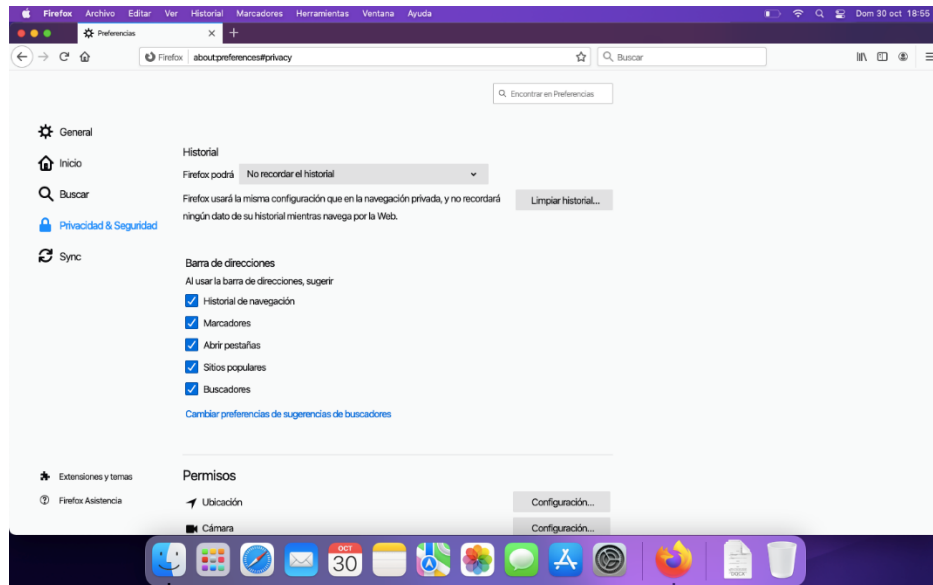 Firefox Archivo Editar Ver Historial Marcadores Herramientas Ventana Ayuda Dom 30 oct 18:55
Preferencias
Firefox about:preferences#privacy Buscar
Encontrar en Preferencias
General
Inicio
Buscar
Privacidad & Seguridad
Sync
Historial
Firefox podrá No recordar el historial
Firefox usará la misma configuración que en la navegación privada, y no recordará
ningún dato de su historial mientras navega por la Web.
Limpiar historial...
Barra de direcciones
Al usar la barra de direcciones, sugerir
Historial de navegación
Marcadores
Abrir pestañas
Sitios populares
Buscadores
Cambiar preferencias de sugerencias de buscadores
Extensiones y temas
Firefox Asistencia
Permisos
Ubicación Configuración...
Cámara Configuración...
OCT
30
DOCX